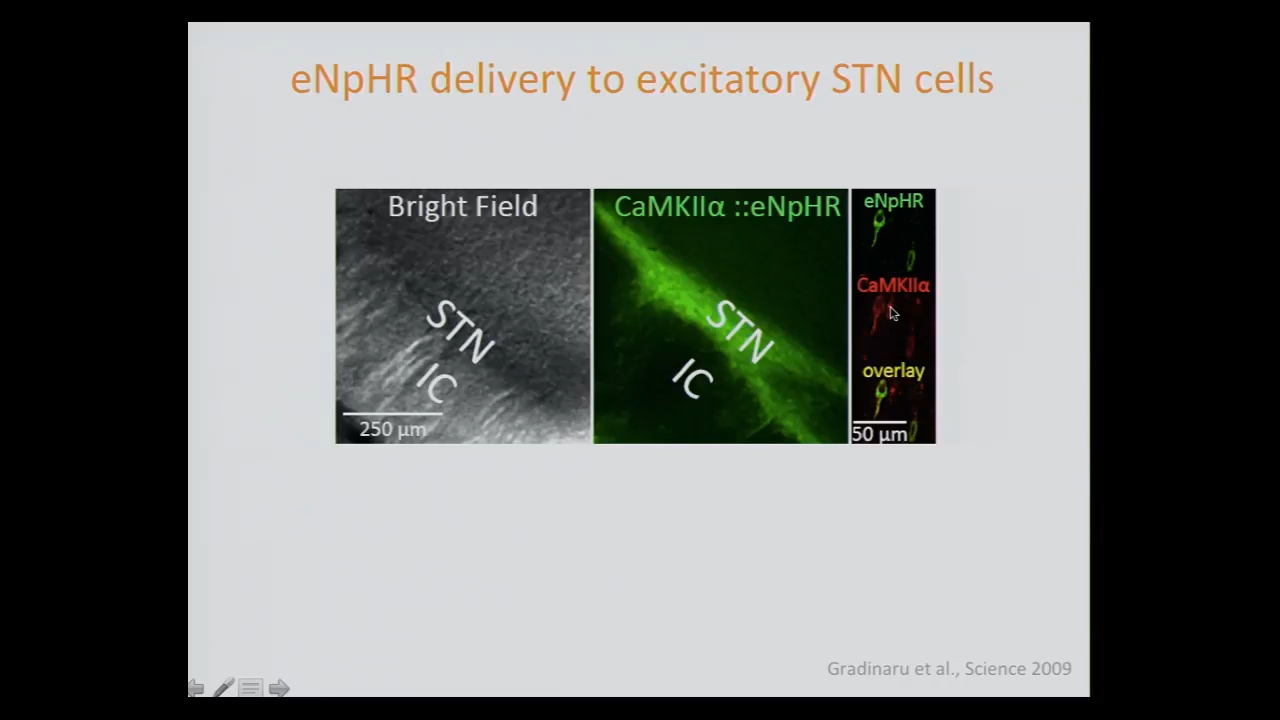 eNpHR delivery to excitatory STN cells
Bright Field
STN
IC
250 µm
CaMKIIα ::eNpHR
STN
IC
eNpHR
CaMKIIα
overlay
50 µm
Gradinaru et al., Science 2009